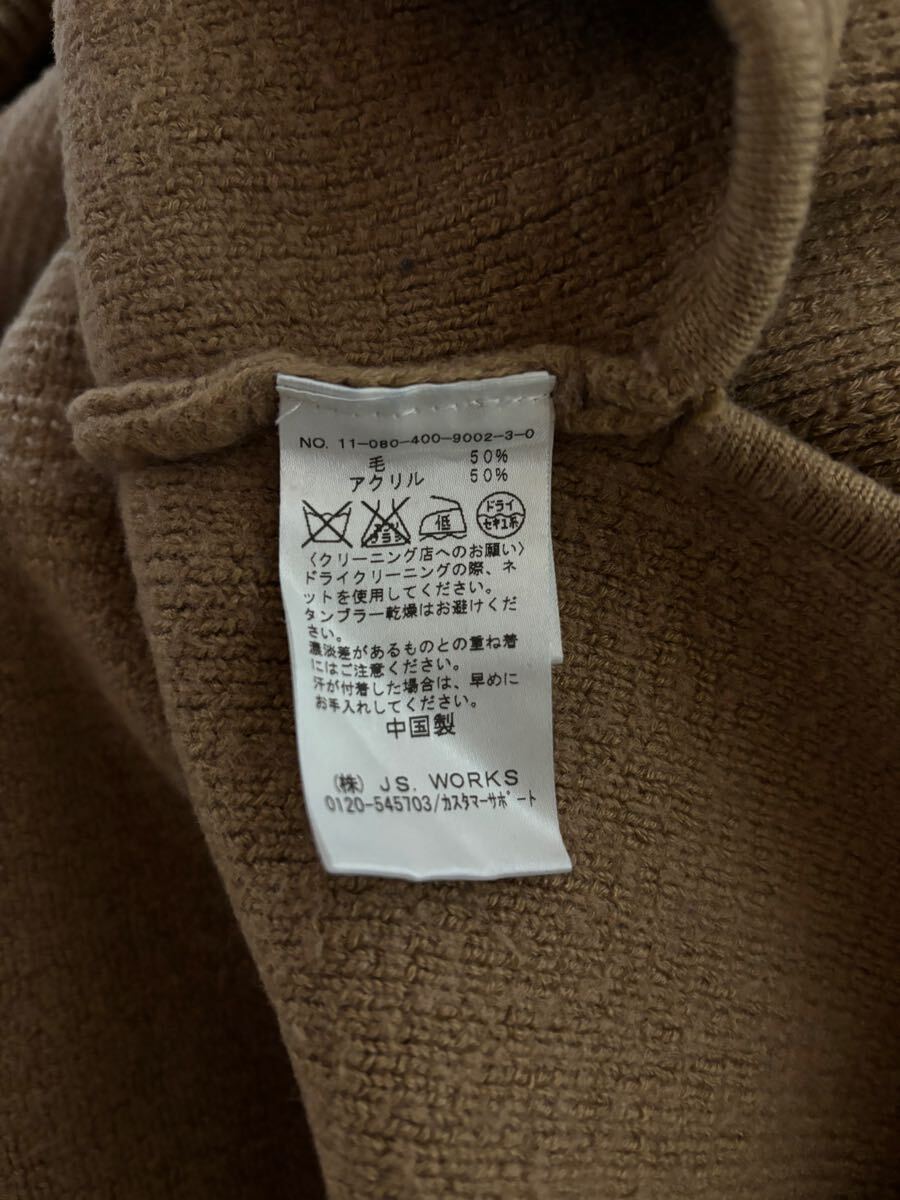 NO. 11-080-400-9002-3-0
毛 50%
アクリル 50%
低
ドライ
セキユ系
〈クリーニング店へのお願い〉
ドライクリーニングの際、ネ
ットを使用してください。
タンブラー乾燥はお避けくだ
さい。
濃淡差があるものとの重ね着
にはご注意ください。
汗が付着した場合は、早めに
お手入れしてください。
中国製
(株) JS. WORKS
0120-545703/カスタマーサポート